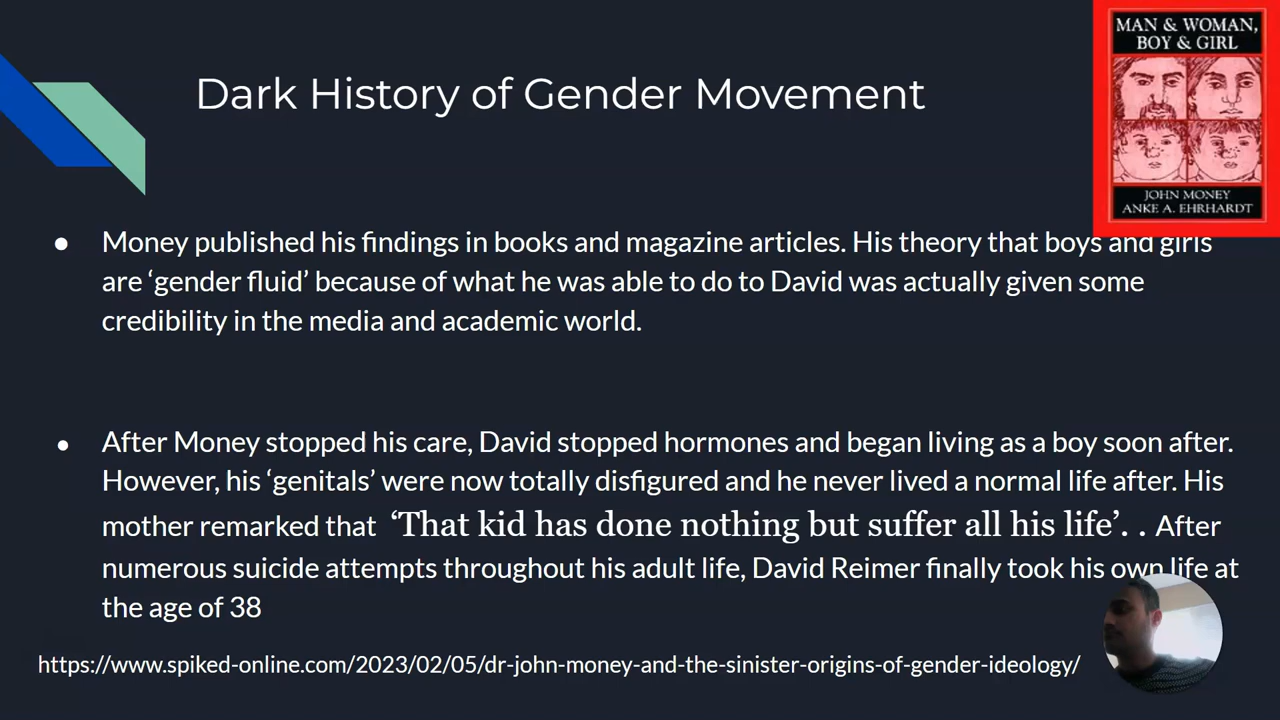 MAN & WOMAN,
BOY & GIRL
Dark History of Gender Movement
JOHN MONEY
ANKE A. EHRHARDT
● Money published his findings in books and magazine articles. His theory that boys and girls
are ‘gender fluid’ because of what he was able to do to David was actually given some
credibility in the media and academic world.
● After Money stopped his care, David stopped hormones and began living as a boy soon after.
However, his ‘genitals’ were now totally disfigured and he never lived a normal life after. His
mother remarked that ‘That kid has done nothing but suffer all his life’. . After
numerous suicide attempts throughout his adult life, David Reimer finally took his own life at
the age of 38
https://www.spiked-online.com/2023/02/05/dr-john-money-and-the-sinister-origins-of-gender-ideology/